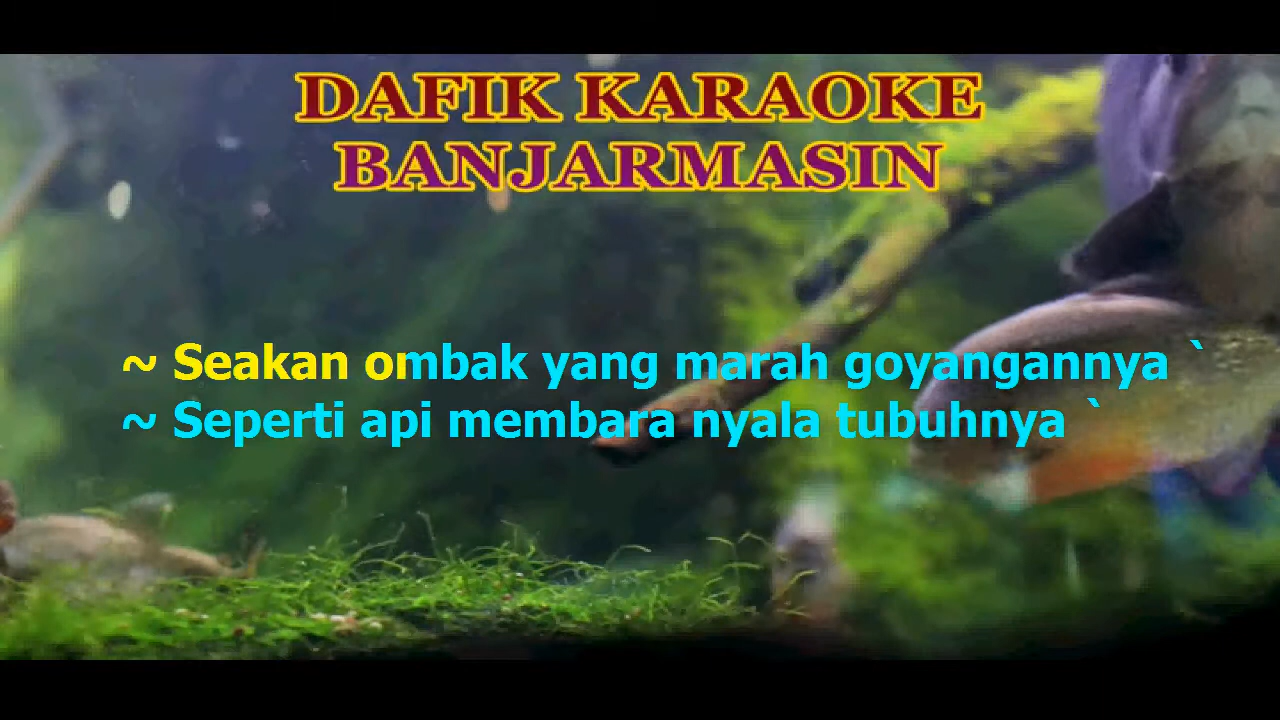 DAFIK KARAOKE
BANJARMASIN
~ Seakan ombak yang marah goyangannya `
~ Seperti api membara nyala tubuhnya `